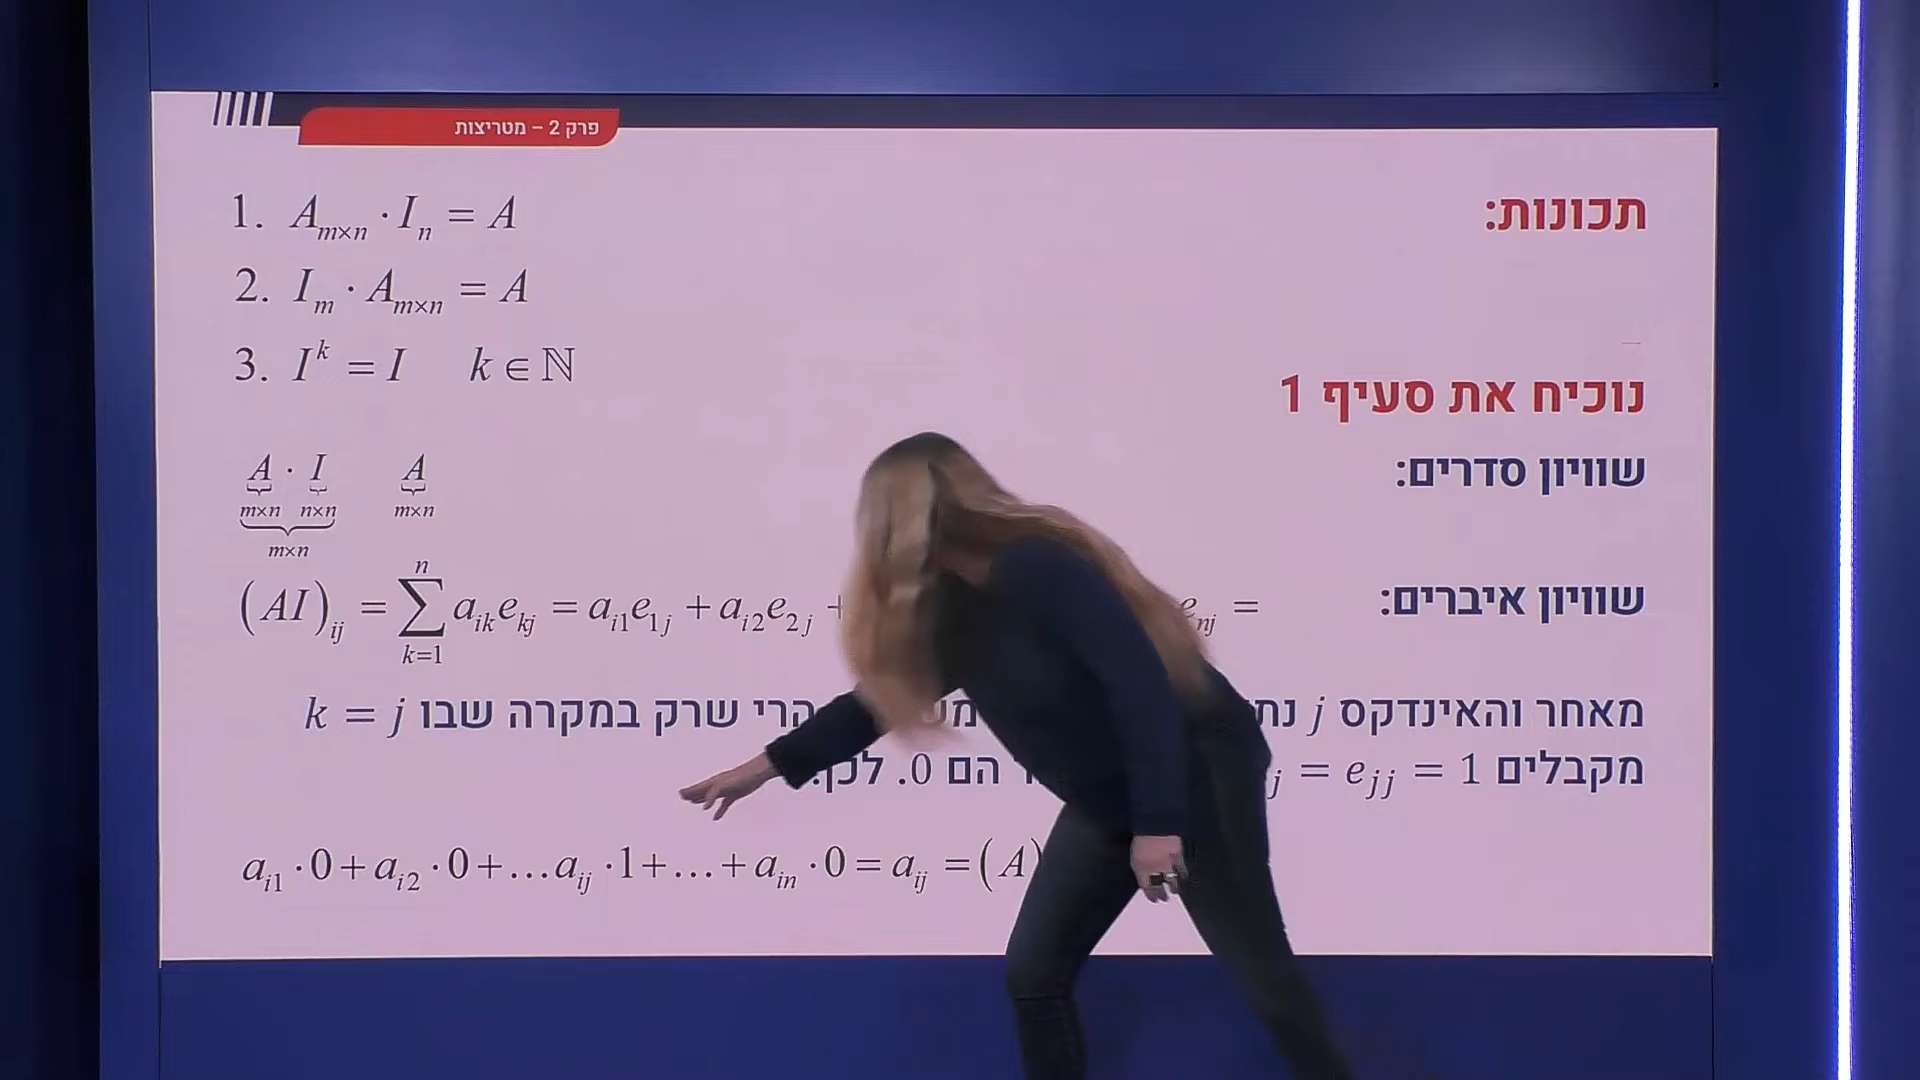 פרק 2 – מטריצות
תכונות:
1. A_{m×n} · I_n = A
2. I_m · A_{m×n} = A
3. I^k = I k ∈ ℕ
נוכיח את סעיף 1
שוויון סדרים:
A · I A
m×n n×n m×n
m×n
שוויון איברים:
(AI)_{ij} = \sum_{k=1}^{n} a_{ik}e_{kj} = a_{i1}e_{1j} + a_{i2}e_{2j} + e_{nj} =
מאחר והאינדקס j הרי שרק במקרה שבו k = j
מקבלים j = e_{jj} = 1 הם 0. לכן:
a_{i1} · 0 + a_{i2} · 0 + ... a_{ij} · 1 + ... + a_{in} · 0 = a_{ij} = (A)